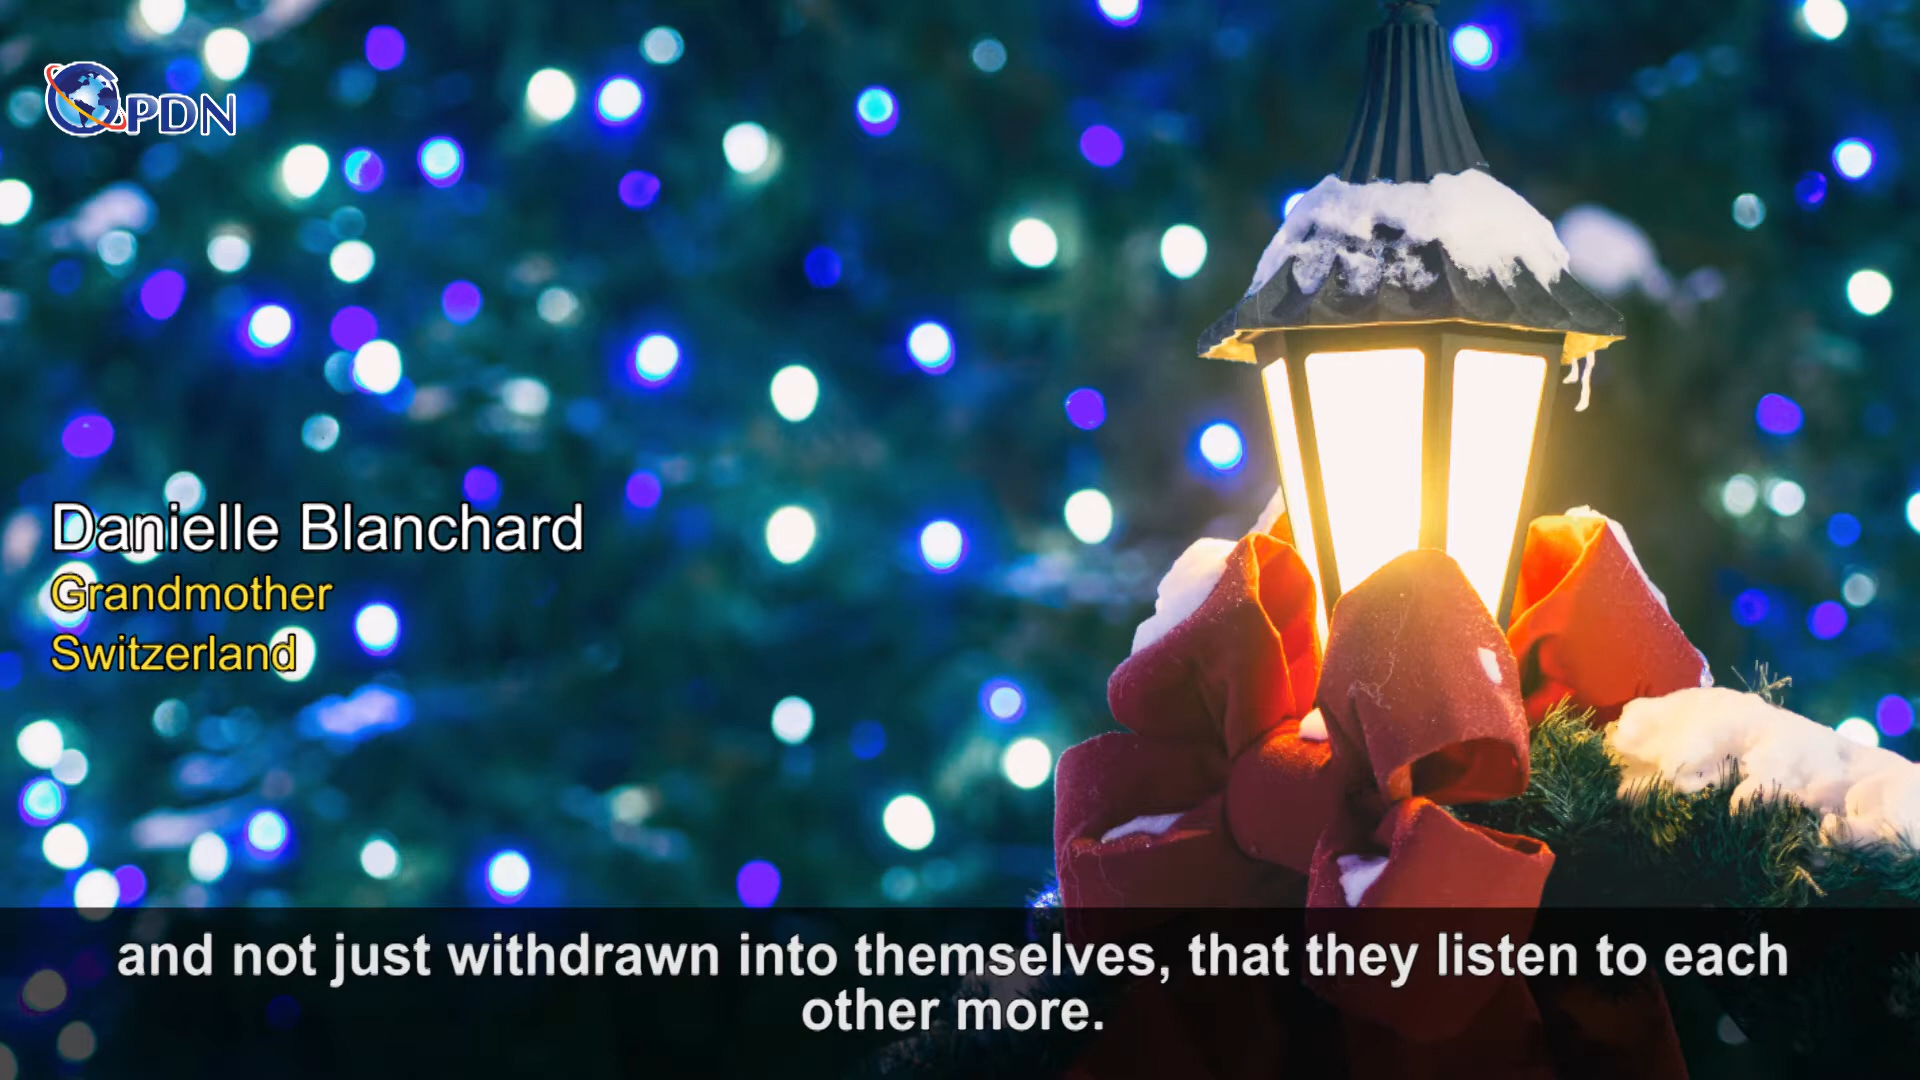 PDN
Danielle Blanchard
Grandmother
Switzerland
and not just withdrawn into themselves, that they listen to each
other more.